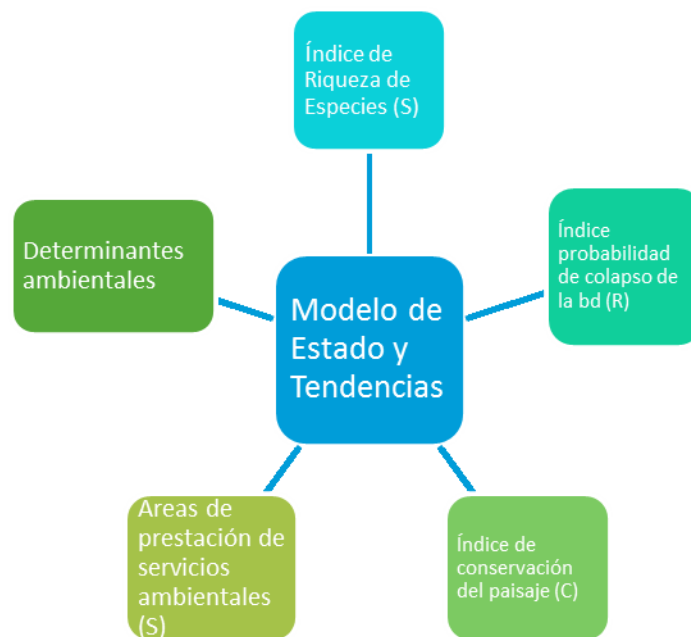 Índice de
Riqueza de
Especies (S)
Determinantes
ambientales
Índice
probabilidad
de colapso de
la bd (R)
Modelo de
Estado y
Tendencias
Areas de
prestación de
servicios
ambientales
(S)
Índice de
conservación
del paisaje (C)